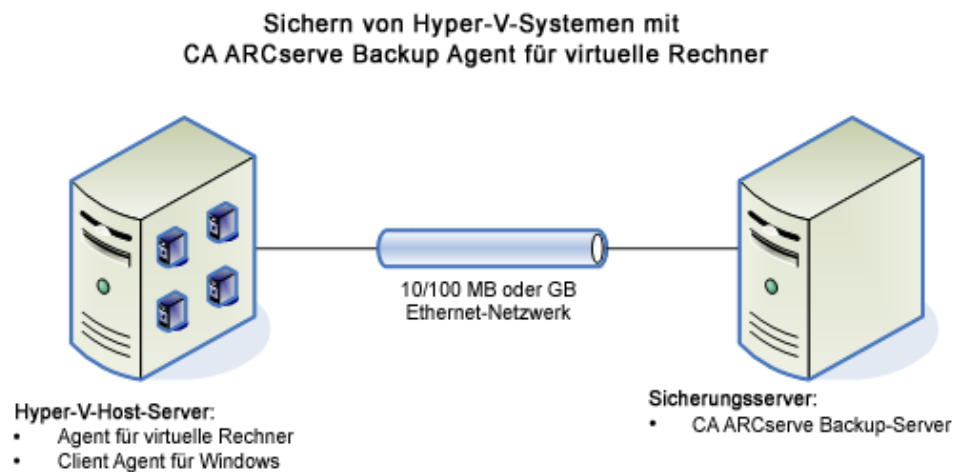 Sichern von Hyper-V-Systemen mit
CA ARCserve Backup Agent für virtuelle Rechner
10/100 MB oder GB
Ethernet-Netzwerk
Hyper-V-Host-Server:
• Agent für virtuelle Rechner
• Client Agent für Windows
Sicherungsserver:
• CA ARCserve Backup-Server